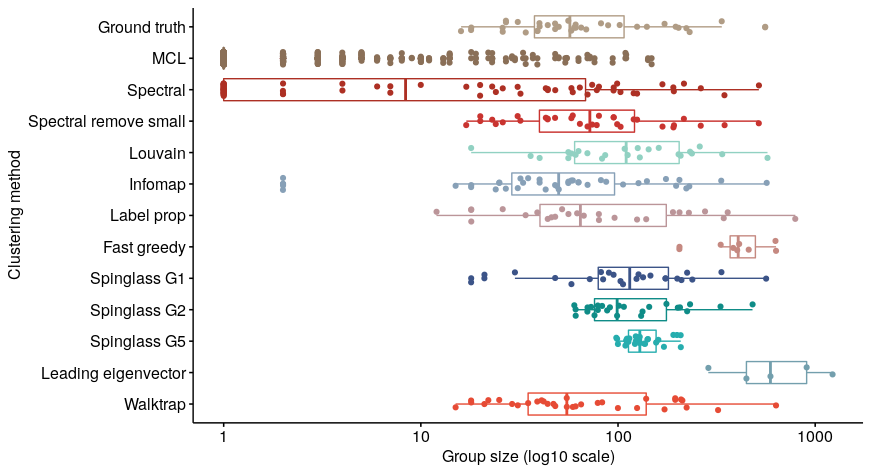 Clustering method
Ground truth
MCL
Spectral
Spectral remove small
Louvain
Infomap
Label prop
Fast greedy
Spinglass G1
Spinglass G2
Spinglass G5
Leading eigenvector
Walktrap
1 10 100 1000
Group size (log10 scale)